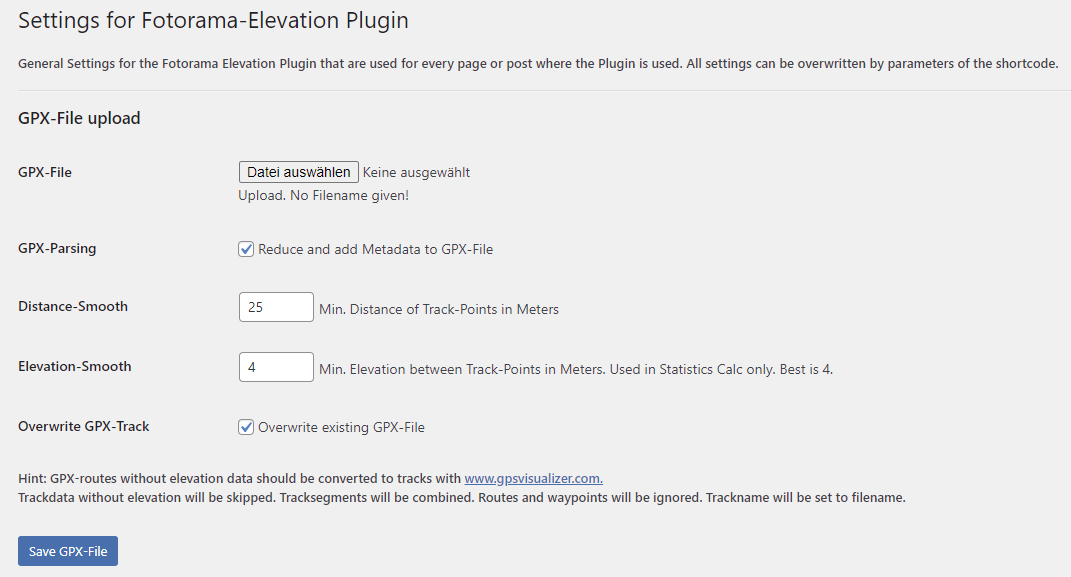 Settings for Fotorama-Elevation Plugin
General Settings for the Fotorama Elevation Plugin that are used for every page or post where the Plugin is used. All settings can be overwritten by parameters of the shortcode.
GPX-File upload
GPX-File Datei auswählen Keine ausgewählt
Upload. No Filename given!
GPX-Parsing Reduce and add Metadata to GPX-File
Distance-Smooth 25 Min. Distance of Track-Points in Meters
Elevation-Smooth 4 Min. Elevation between Track-Points in Meters. Used in Statistics Calc only. Best is 4.
Overwrite GPX-Track Overwrite existing GPX-File
Hint: GPX-routes without elevation data should be converted to tracks with www.gpsvisualizer.com.
Trackdata without elevation will be skipped. Tracksegments will be combined. Routes and waypoints will be ignored. Trackname will be set to filename.
Save GPX-File